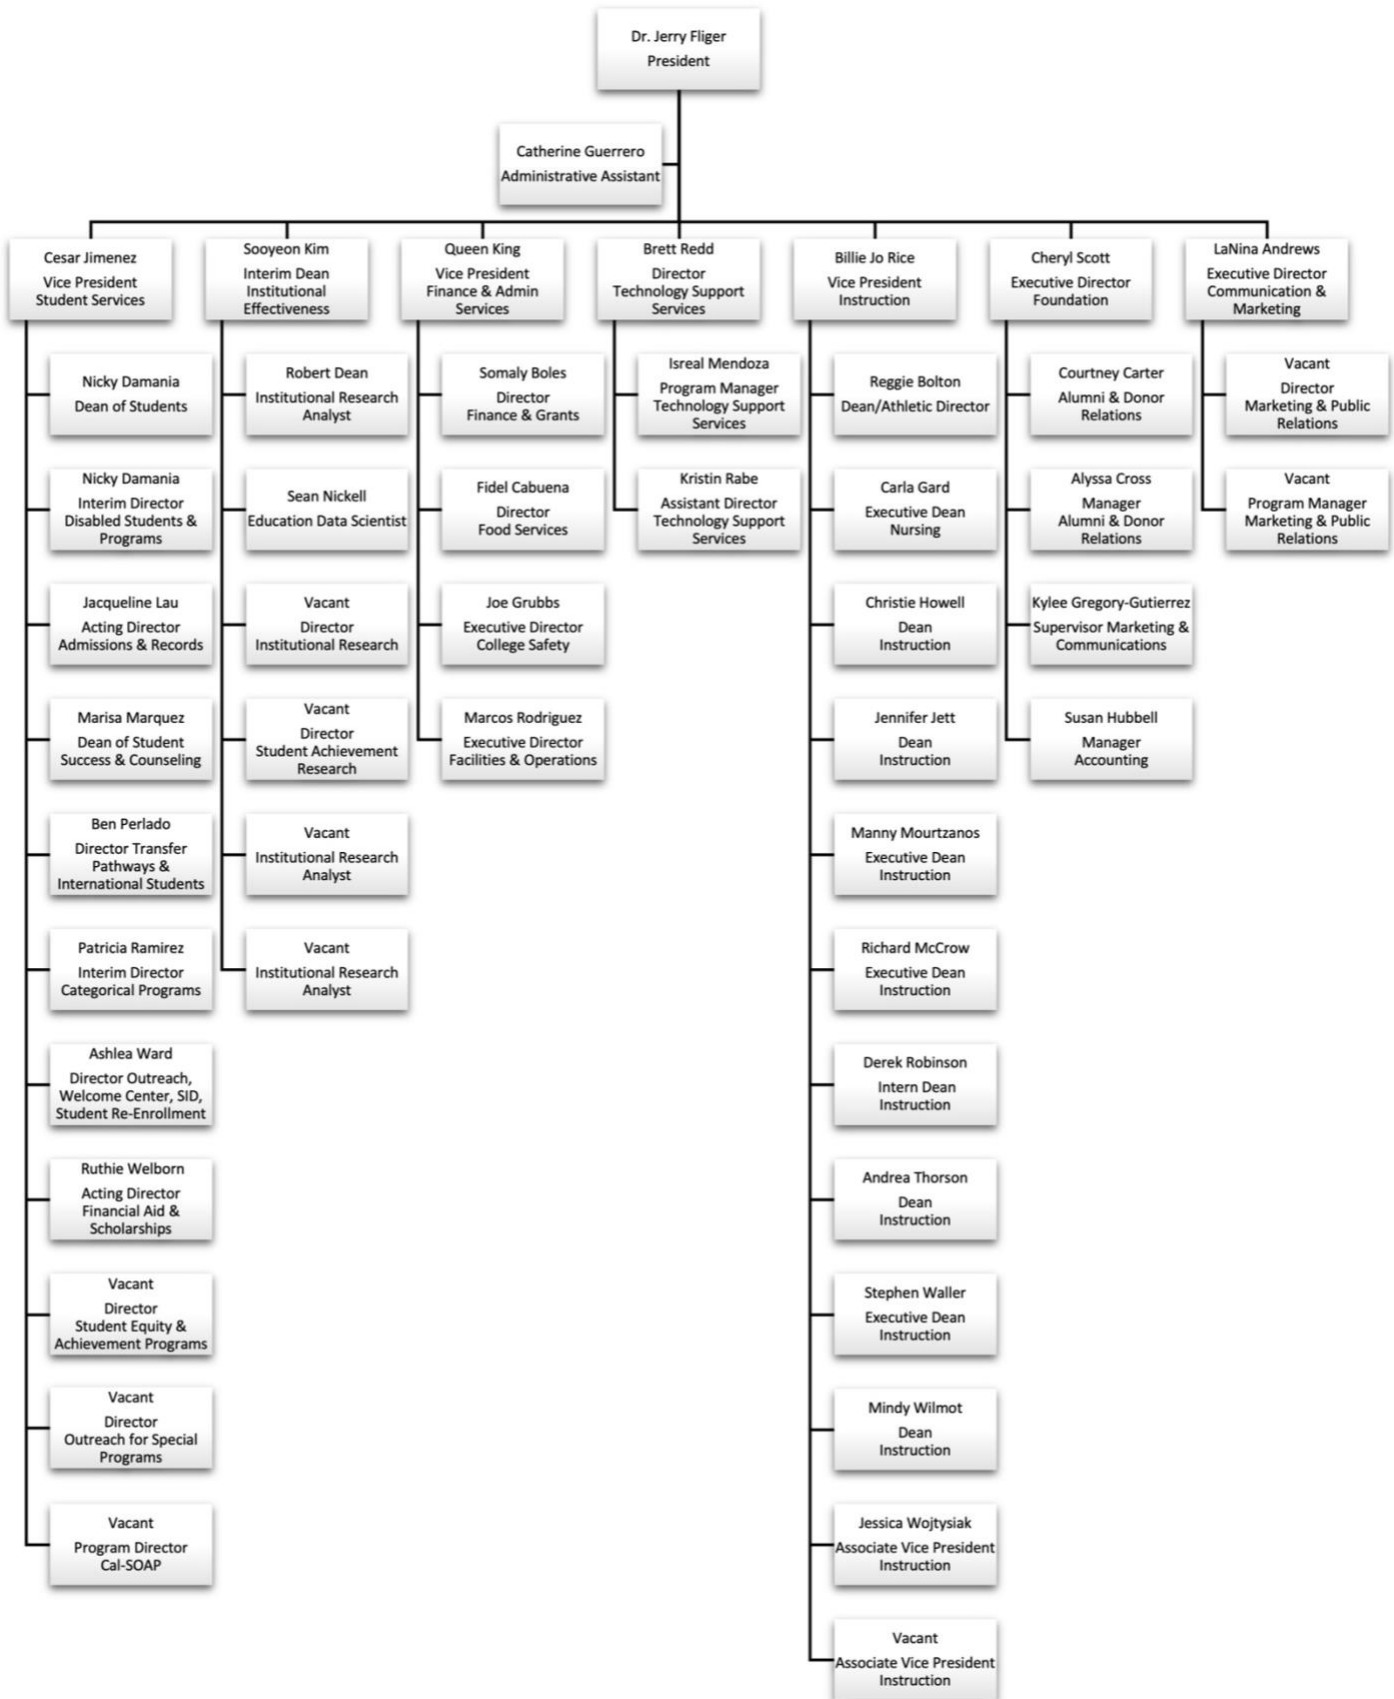 Dr. Jerry Fliger
President
Catherine Guerrero
Administrative Assistant
Cesar Jimenez
Vice President
Student Services
Nicky Damania
Dean of Students
Nicky Damania
Interim Director
Disabled Students &
Programs
Jacqueline Lau
Acting Director
Admissions & Records
Marisa Marquez
Dean of Student
Success & Counseling
Ben Perlado
Director Transfer
Pathways &
International Students
Patricia Ramirez
Interim Director
Categorical Programs
Ashlea Ward
Director Outreach,
Welcome Center, SID,
Student Re-Enrollment
Ruthie Welborn
Acting Director
Financial Aid &
Scholarships
Vacant
Director
Student Equity &
Achievement Programs
Vacant
Director
Outreach for Special
Programs
Vacant
Program Director
Cal-SOAP
Sooyeon Kim
Interim Dean
Institutional
Effectiveness
Robert Dean
Institutional Research
Analyst
Sean Nickell
Education Data Scientist
Vacant
Director
Institutional Research
Vacant
Director
Student Achievement
Research
Vacant
Institutional Research
Analyst
Vacant
Institutional Research
Analyst
Queen King
Vice President
Finance & Admin
Services
Somaly Boles
Director
Finance & Grants
Fidel Cabuena
Director
Food Services
Joe Grubbs
Executive Director
College Safety
Marcos Rodriguez
Executive Director
Facilities & Operations
Brett Redd
Director
Technology Support
Services
Isreal Mendoza
Program Manager
Technology Support
Services
Kristin Rabe
Assistant Director
Technology Support
Services
Billie Jo Rice
Vice President
Instruction
Reggie Bolton
Dean/Athletic Director
Carla Gard
Executive Dean
Nursing
Christie Howell
Dean
Instruction
Jennifer Jett
Dean
Instruction
Manny Mourtzanos
Executive Dean
Instruction
Richard McCrow
Executive Dean
Instruction
Derek Robinson
Intern Dean
Instruction
Andrea Thorson
Dean
Instruction
Stephen Waller
Executive Dean
Instruction
Mindy Wilmot
Dean
Instruction
Jessica Wojtysiak
Associate Vice President
Instruction
Vacant
Associate Vice President
Instruction
Cheryl Scott
Executive Director
Foundation
Courtney Carter
Alumni & Donor
Relations
Alyssa Cross
Manager
Alumni & Donor
Relations
Kylee Gregory-Gutierrez
Supervisor Marketing &
Communications
Susan Hubbell
Manager
Accounting
LaNina Andrews
Executive Director
Communication &
Marketing
Vacant
Director
Marketing & Public
Relations
Vacant
Program Manager
Marketing & Public
Relations